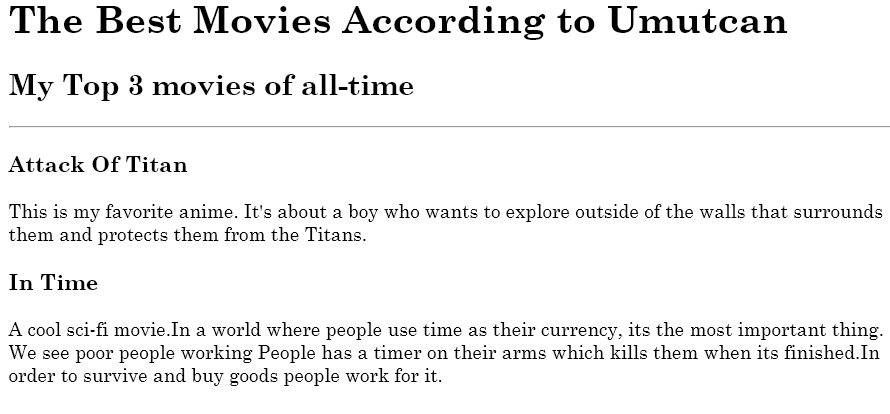 The Best Movies According to Umutcan
My Top 3 movies of all-time
Attack Of Titan
This is my favorite anime. It's about a boy who wants to explore outside of the walls that surrounds
them and protects them from the Titans.
In Time
A cool sci-fi movie.In a world where people use time as their currency, its the most important thing.
We see poor people working People has a timer on their arms which kills them when its finished.In
order to survive and buy goods people work for it.